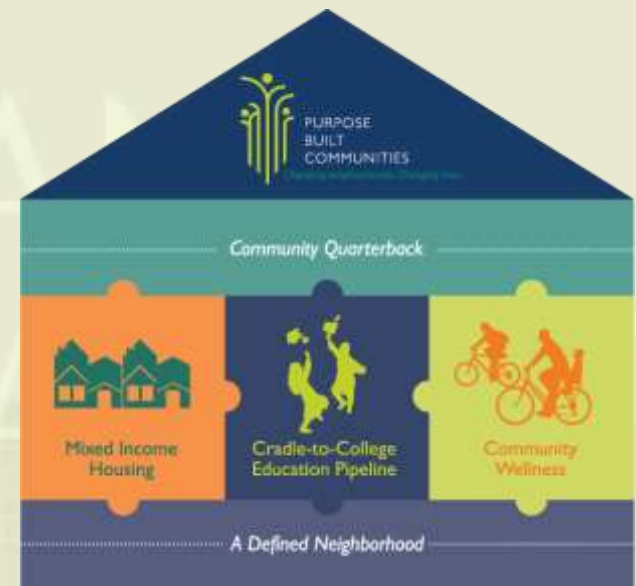 PURPOSE
BUILT
COMMUNITIES
Community Quarterback
Mixed Income
Housing
Cradle-to-College
Education Pipeline
Community
Wellness
A Defined Neighborhood